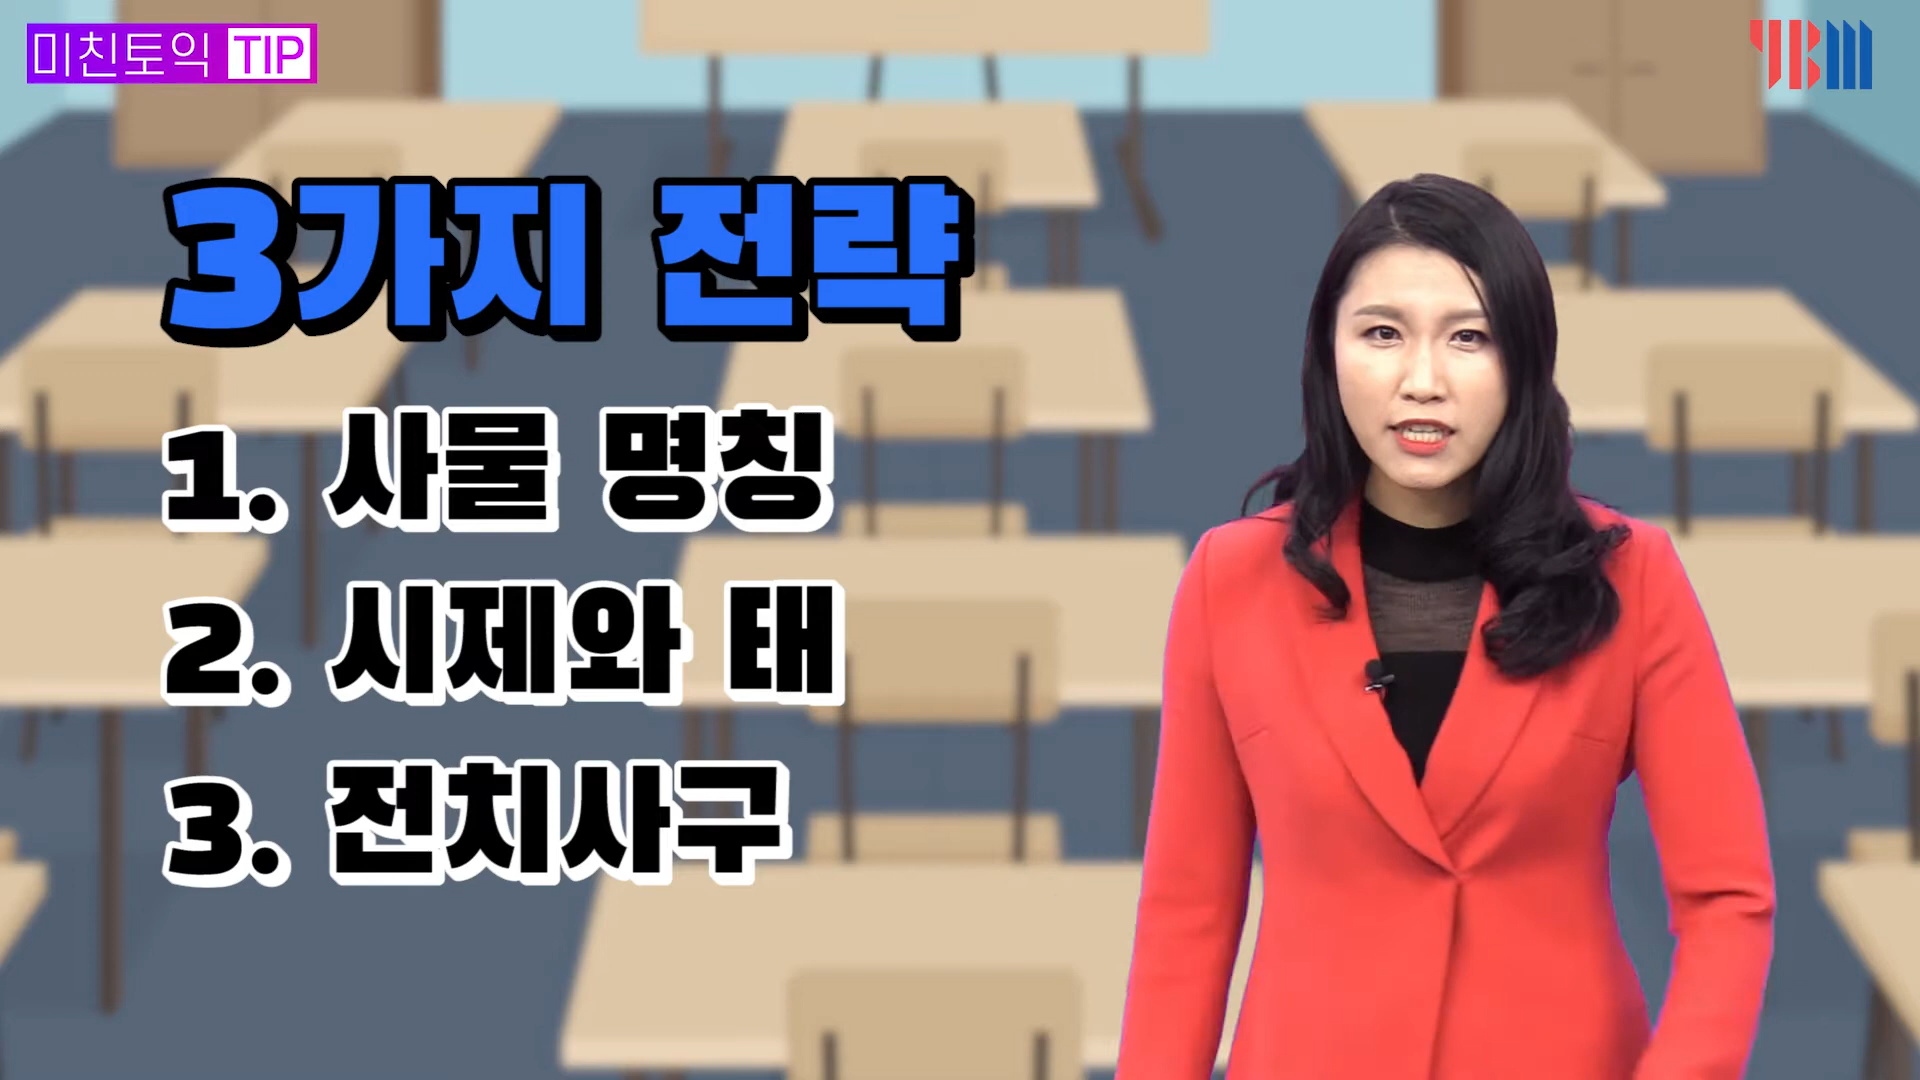 미친토익 TIP
YBM
3가지 전략
1. 사물 명칭
2. 시제와 태
3. 전치사구